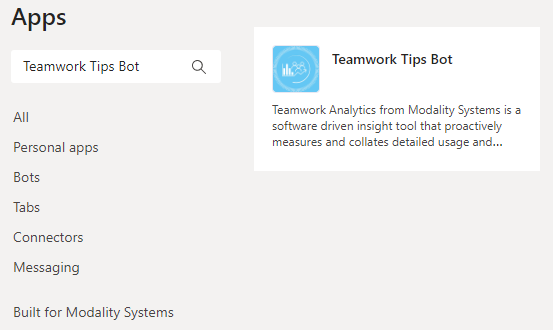 Apps
Teamwork Tips Bot
All
Personal apps
Bots
Tabs
Connectors
Messaging
Built for Modality Systems
Teamwork Tips Bot
Teamwork Analytics from Modality Systems is a
software driven insight tool that proactively
measures and collates detailed usage and...